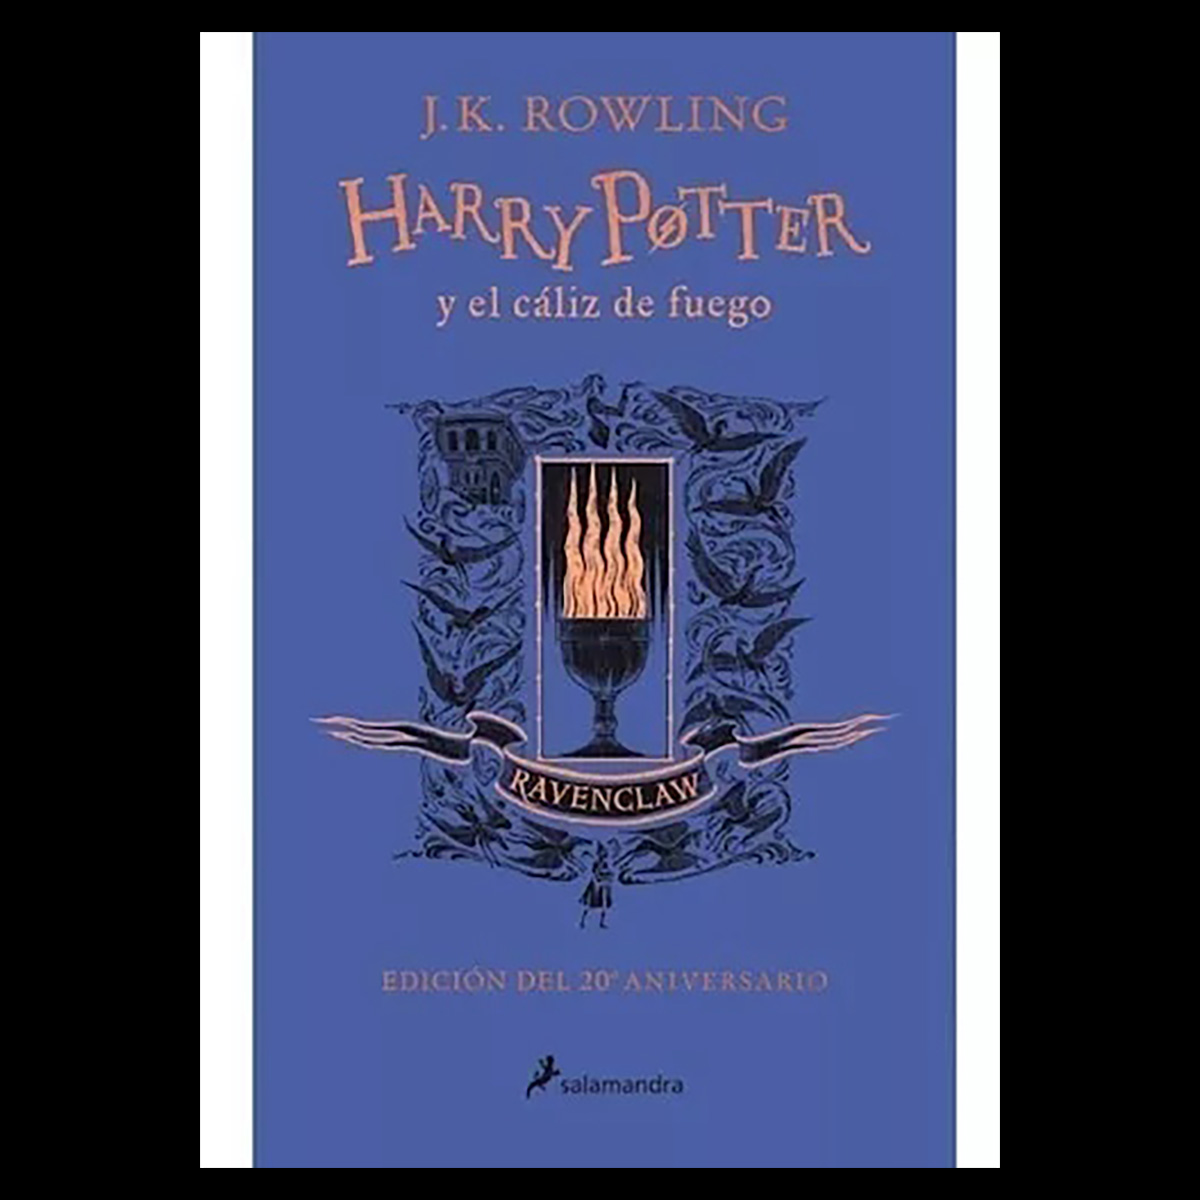 J.K. ROWLING
HARRY POTTER
y el cáliz de fuego
RAVENCLAW
EDICIÓN DEL 20º ANIVERSARIO
salamandra